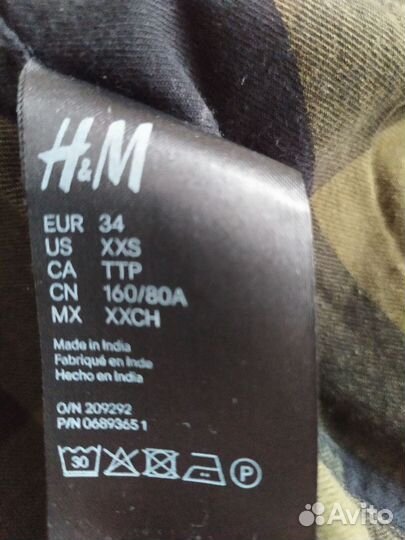 H&M
EUR 34
US XXS
CA TTP
CN 160/80A
MX XXCH
Made in India
Fabriqué en Inde
Hecho en India
O/N 209292
P/N 0689365 1
30
P
Avito